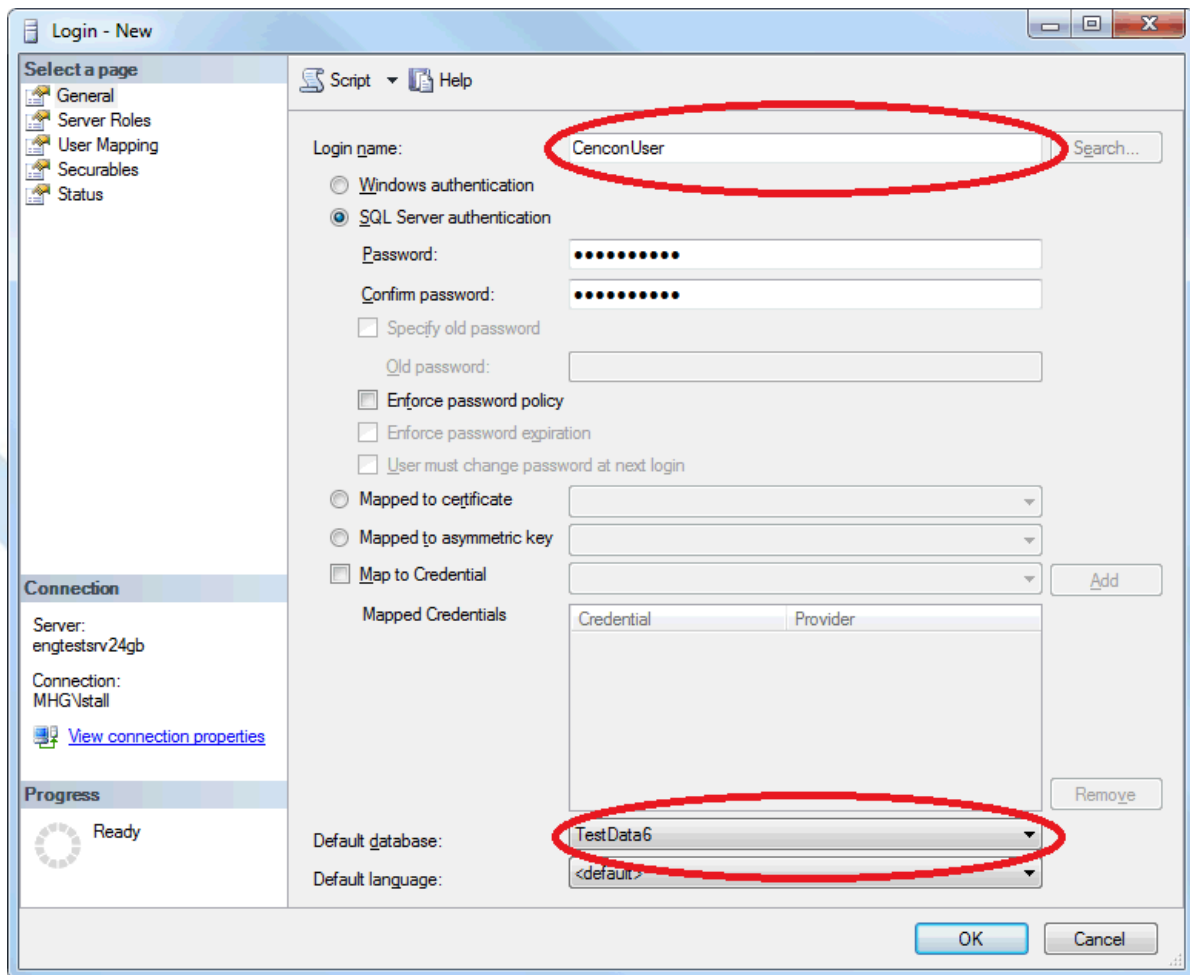 Login - New
Select a page
General
Server Roles
User Mapping
Securables
Status
Connection
Server:
engtestsrv24gb
Connection:
MHG\lstall
View connection properties
Progress
Ready
Script Help
Login name: CenconUser Search...
Windows authentication
SQL Server authentication
Password: ●●●●●●●●●●
Confirm password: ●●●●●●●●●●
Specify old password
Old password:
Enforce password policy
Enforce password expiration
User must change password at next login
Mapped to certificate
Mapped to asymmetric key
Map to Credential Add
Mapped Credentials Credential Provider
Remove
Default database: TestData6
Default language: <default>
OK Cancel